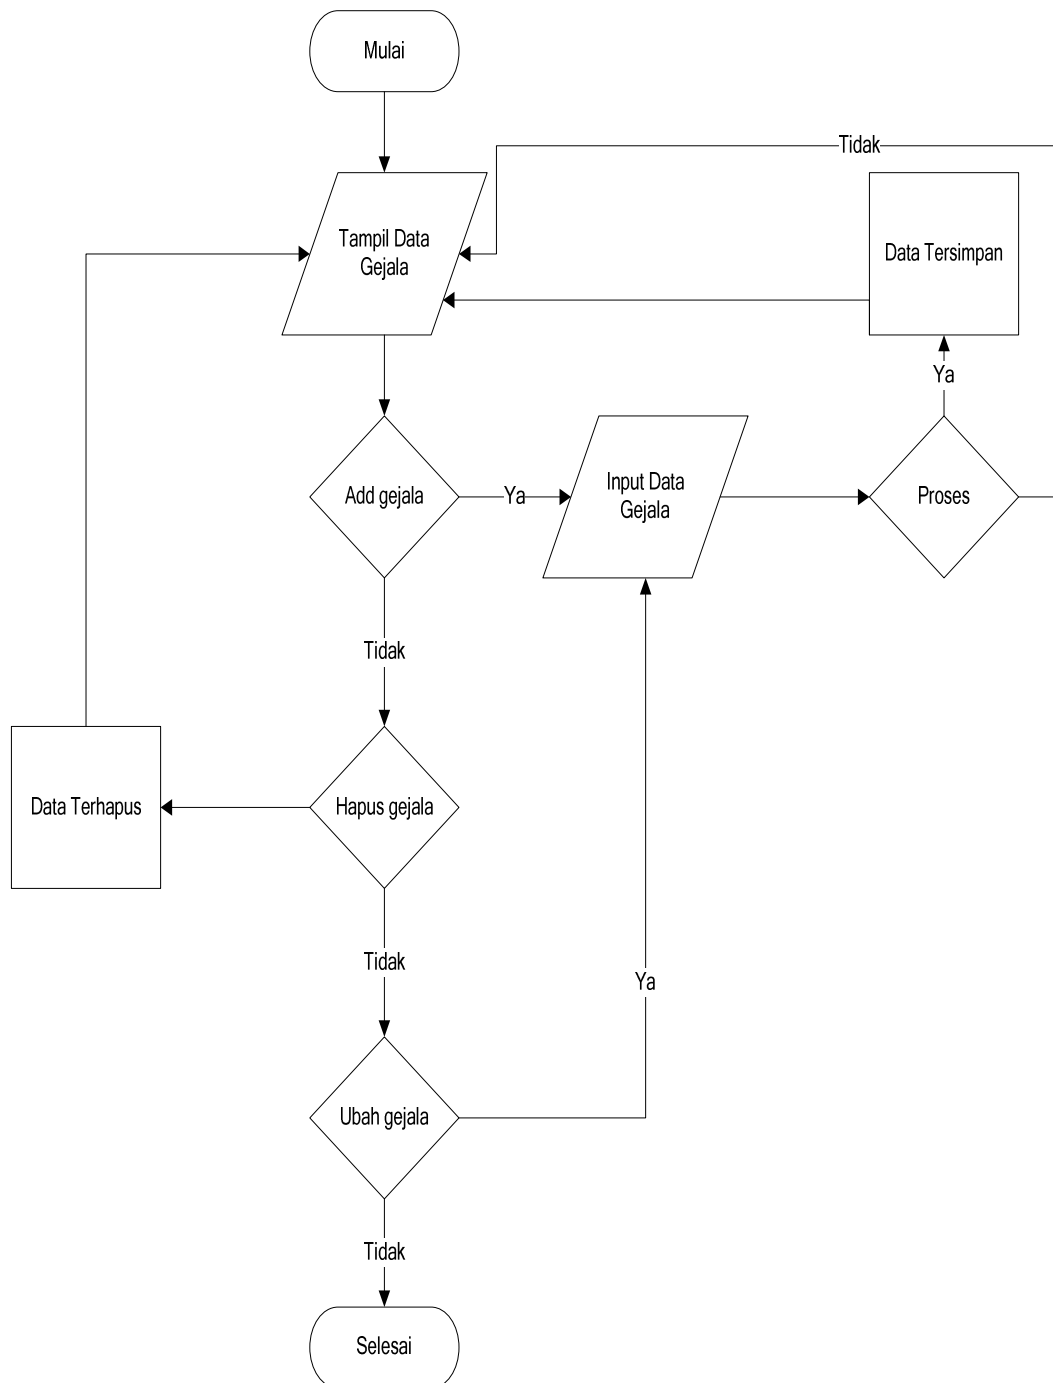 Mulai
Tidak
Tampil Data
Gejala
Data Tersimpan
Ya
Add gejala
Ya
Input Data
Gejala
Proses
Tidak
Data Terhapus
Hapus gejala
Tidak
Ya
Ubah gejala
Tidak
Selesai